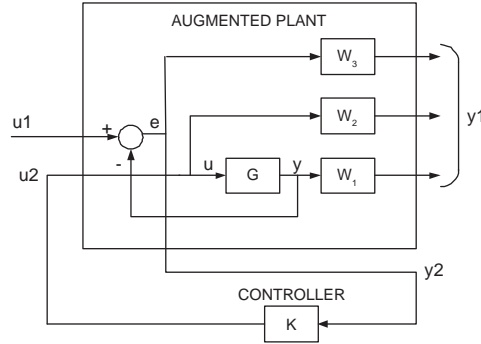 AUGMENTED PLANT
W3
u1
+
e
W2
y1
-
u2
u
G
y
W1
y2
CONTROLLER
K